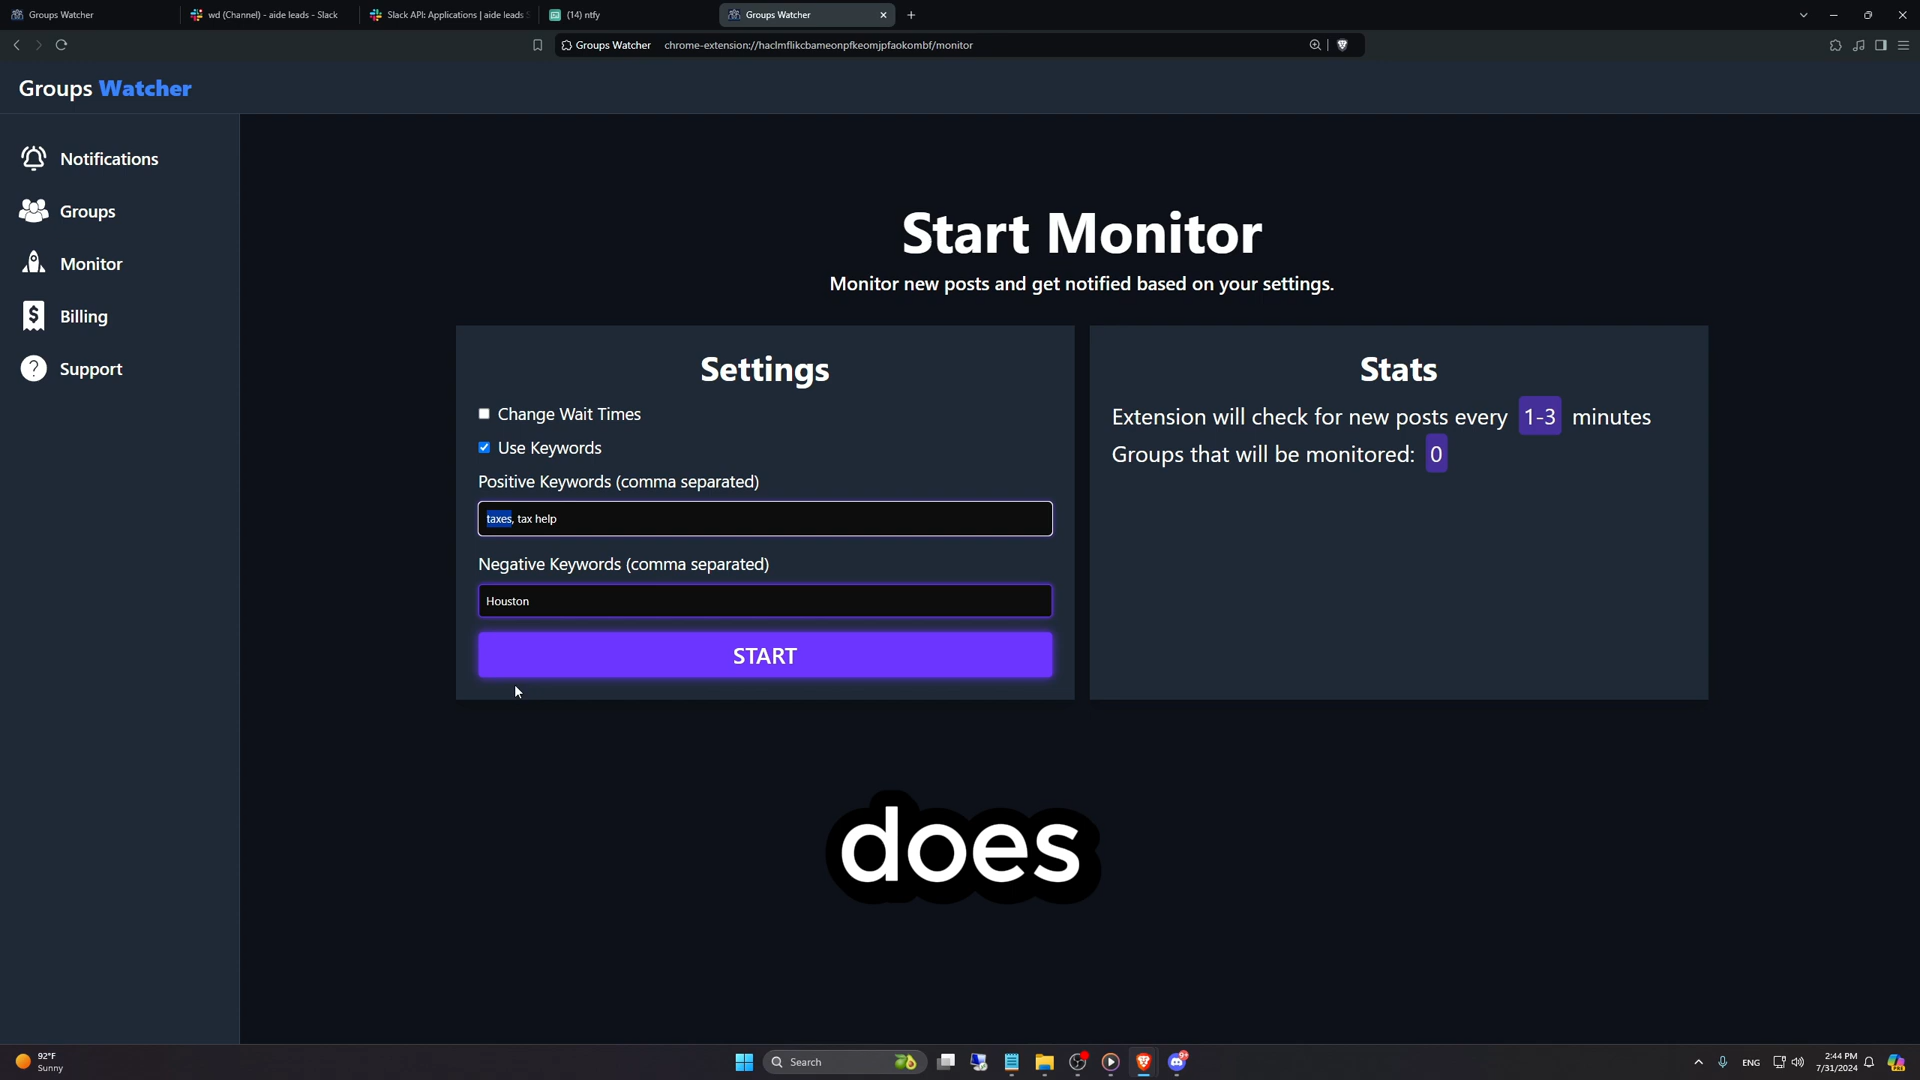 Groups Watcher
wd (Channel) - aide leads - Slack
Slack API: Applications | aide leads
(14) ntfy
Groups Watcher
Groups Watcher chrome-extension://haclmflikcbameonpfkeomjpfaokombf/monitor
Groups Watcher
Notifications
Groups
Monitor
Billing
Support
Start Monitor
Monitor new posts and get notified based on your settings.
Settings
Change Wait Times
Use Keywords
Positive Keywords (comma separated)
taxes, tax help
Negative Keywords (comma separated)
Houston
START
Stats
Extension will check for new posts every 1-3 minutes
Groups that will be monitored: 0
does
92°F
Sunny
Search
ENG
2:44 PM
7/31/2024